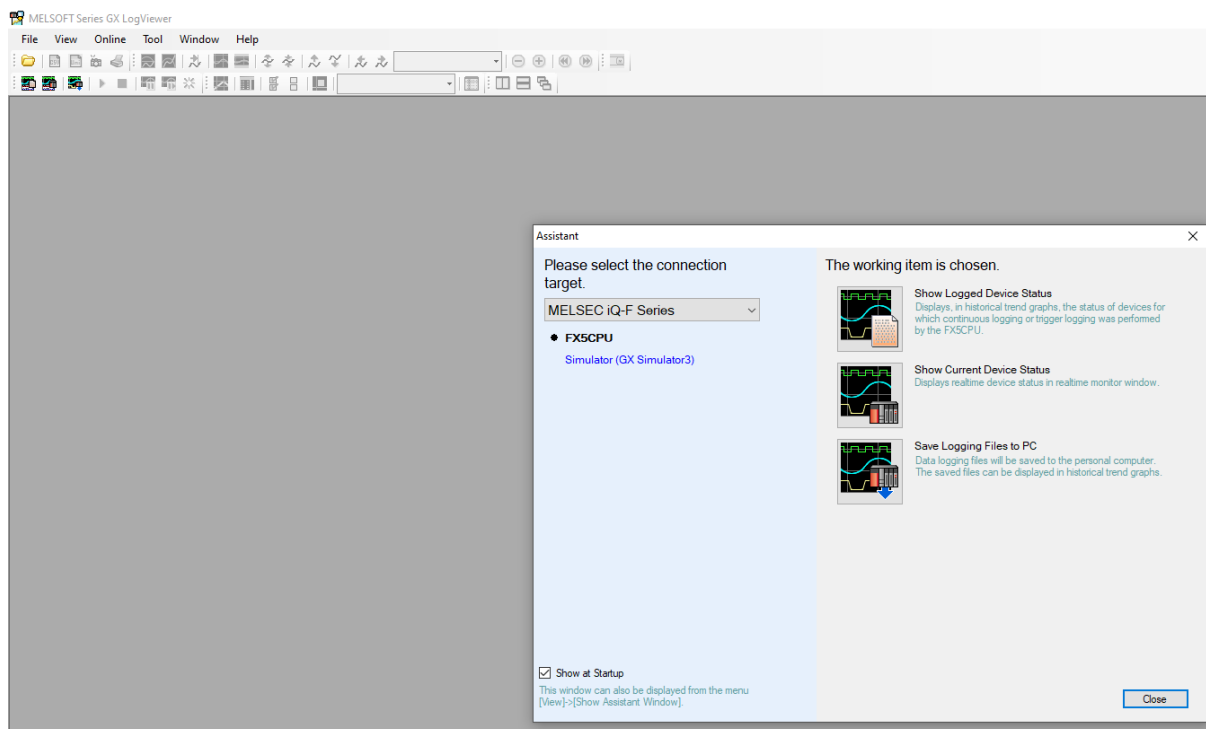 MELSOFT Series GX LogViewer
File View Online Tool Window Help
Assistant
Please select the connection
target.
MELSEC iQ-F Series
FX5CPU
Simulator (GX Simulator3)
Show at Startup
This window can also be displayed from the menu
[View]->[Show Assistant Window].
The working item is chosen.
Show Logged Device Status
Displays, in historical trend graphs, the status of devices for
which continuous logging or trigger logging was performed
by the FX5CPU.
Show Current Device Status
Displays realtime device status in realtime monitor window.
Save Logging Files to PC
Data logging files will be saved to the personal computer.
The saved files can be displayed in historical trend graphs.
Close